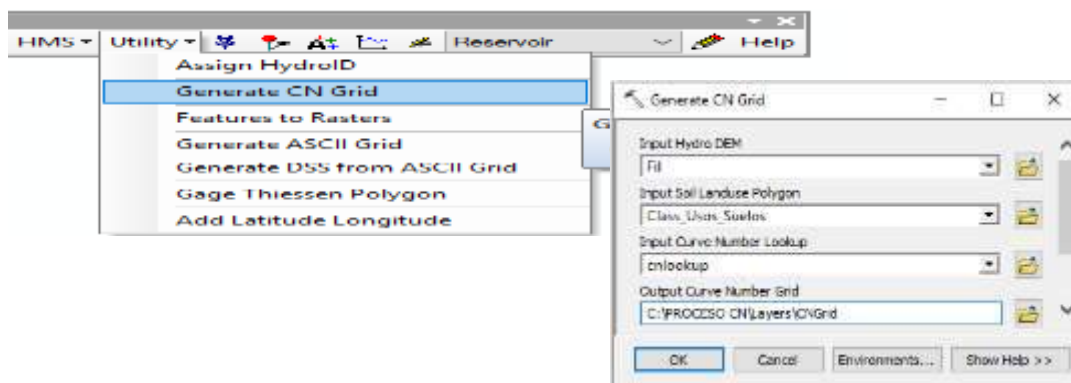 HMS Utility Reservoir Help
Assign HydroID
Generate CN Grid
Features to Rasters
G
Generate ASCII Grid
Generate DSS from ASCII Grid
Gage Thiessen Polygon
Add Latitude Longitude
Generate CN Grid
Input Hydro DEM
Fil
Input Soil Landuse Polygon
Class_Usos_Suelos
Input Curve Number Lookup
cnlookup
Output Curve Number Grid
C:\PROCESO CN\Layers\CNGrid
OK Cancel Environments... Show Help >>